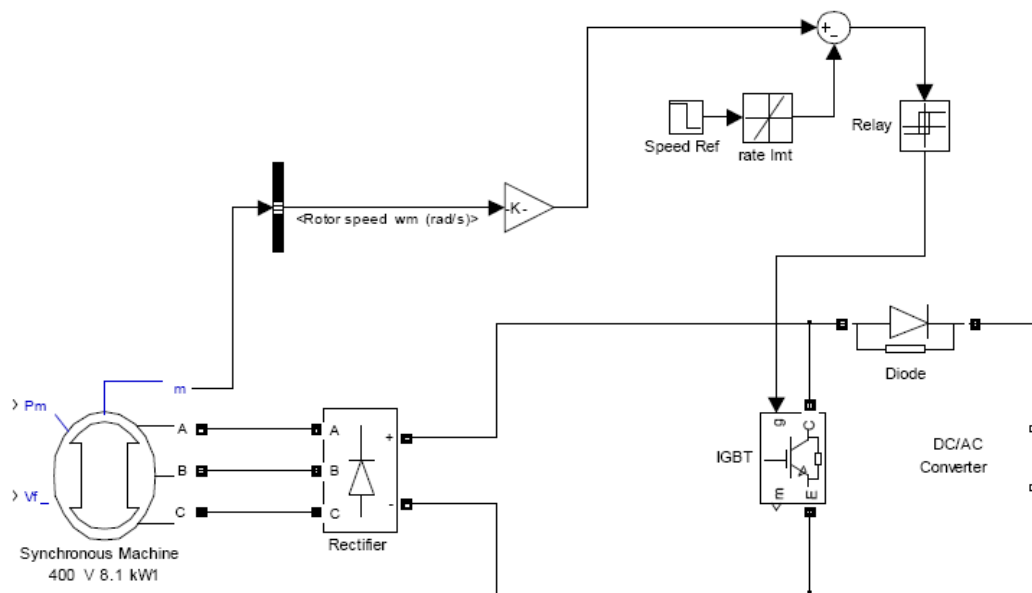 +
-
Speed Ref
rate lmt
Relay
<Rotor speed wm (rad/s)>
-K-
Diode
m
Pm
A
A
+
g
C
B
B
IGBT
DC/AC
Converter
Vf_
C
C
-
m
E
Rectifier
Synchronous Machine
400 V 8.1 kW1